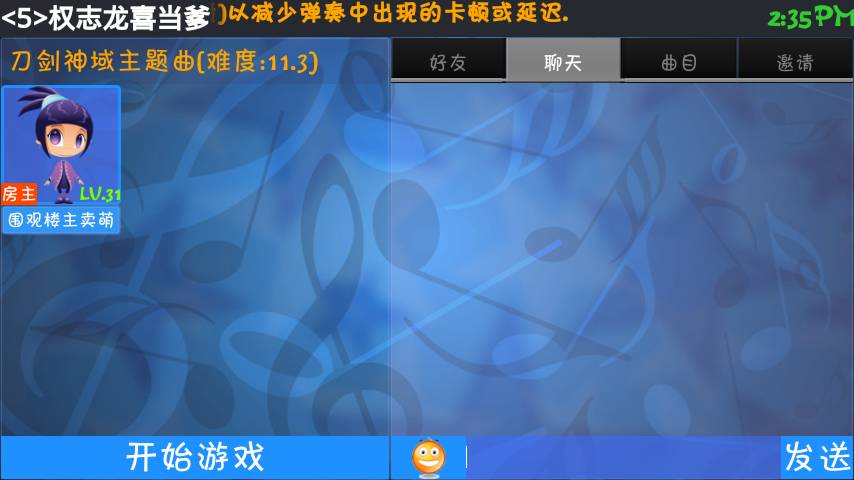 <5>权志龙喜当爹 )以减少弹奏中出现的卡顿或延迟. 2:35PM
刀剑神域主题曲(难度:11.3)
好友 聊天 曲目 邀请
房主 LV.31
围观楼主卖萌
开始游戏 发送